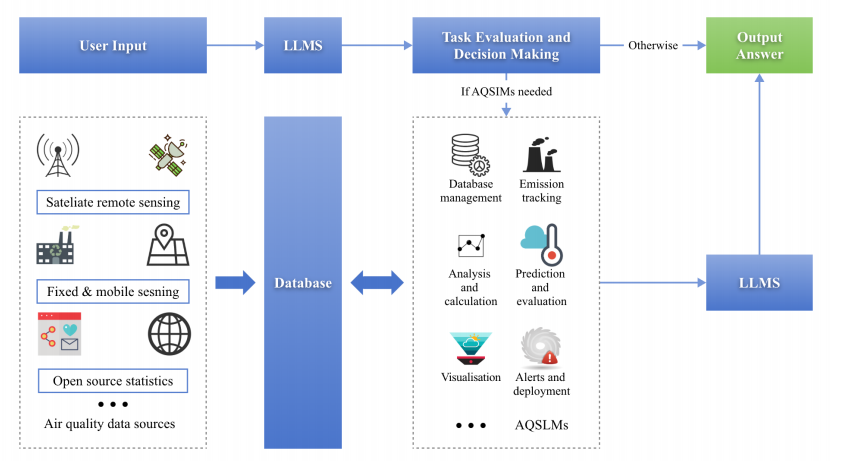 User Input
LLMS
Task Evaluation and
Decision Making
Otherwise
Output
Answer
If AQSIMs needed
Sateliate remote sensing
Fixed & mobile sesning
Open source statistics
Air quality data sources
Database
Database
management
Emission
tracking
Analysis
and
calculation
Prediction
and
evaluation
Visualisation
Alerts and
deployment
AQSLMs
LLMS